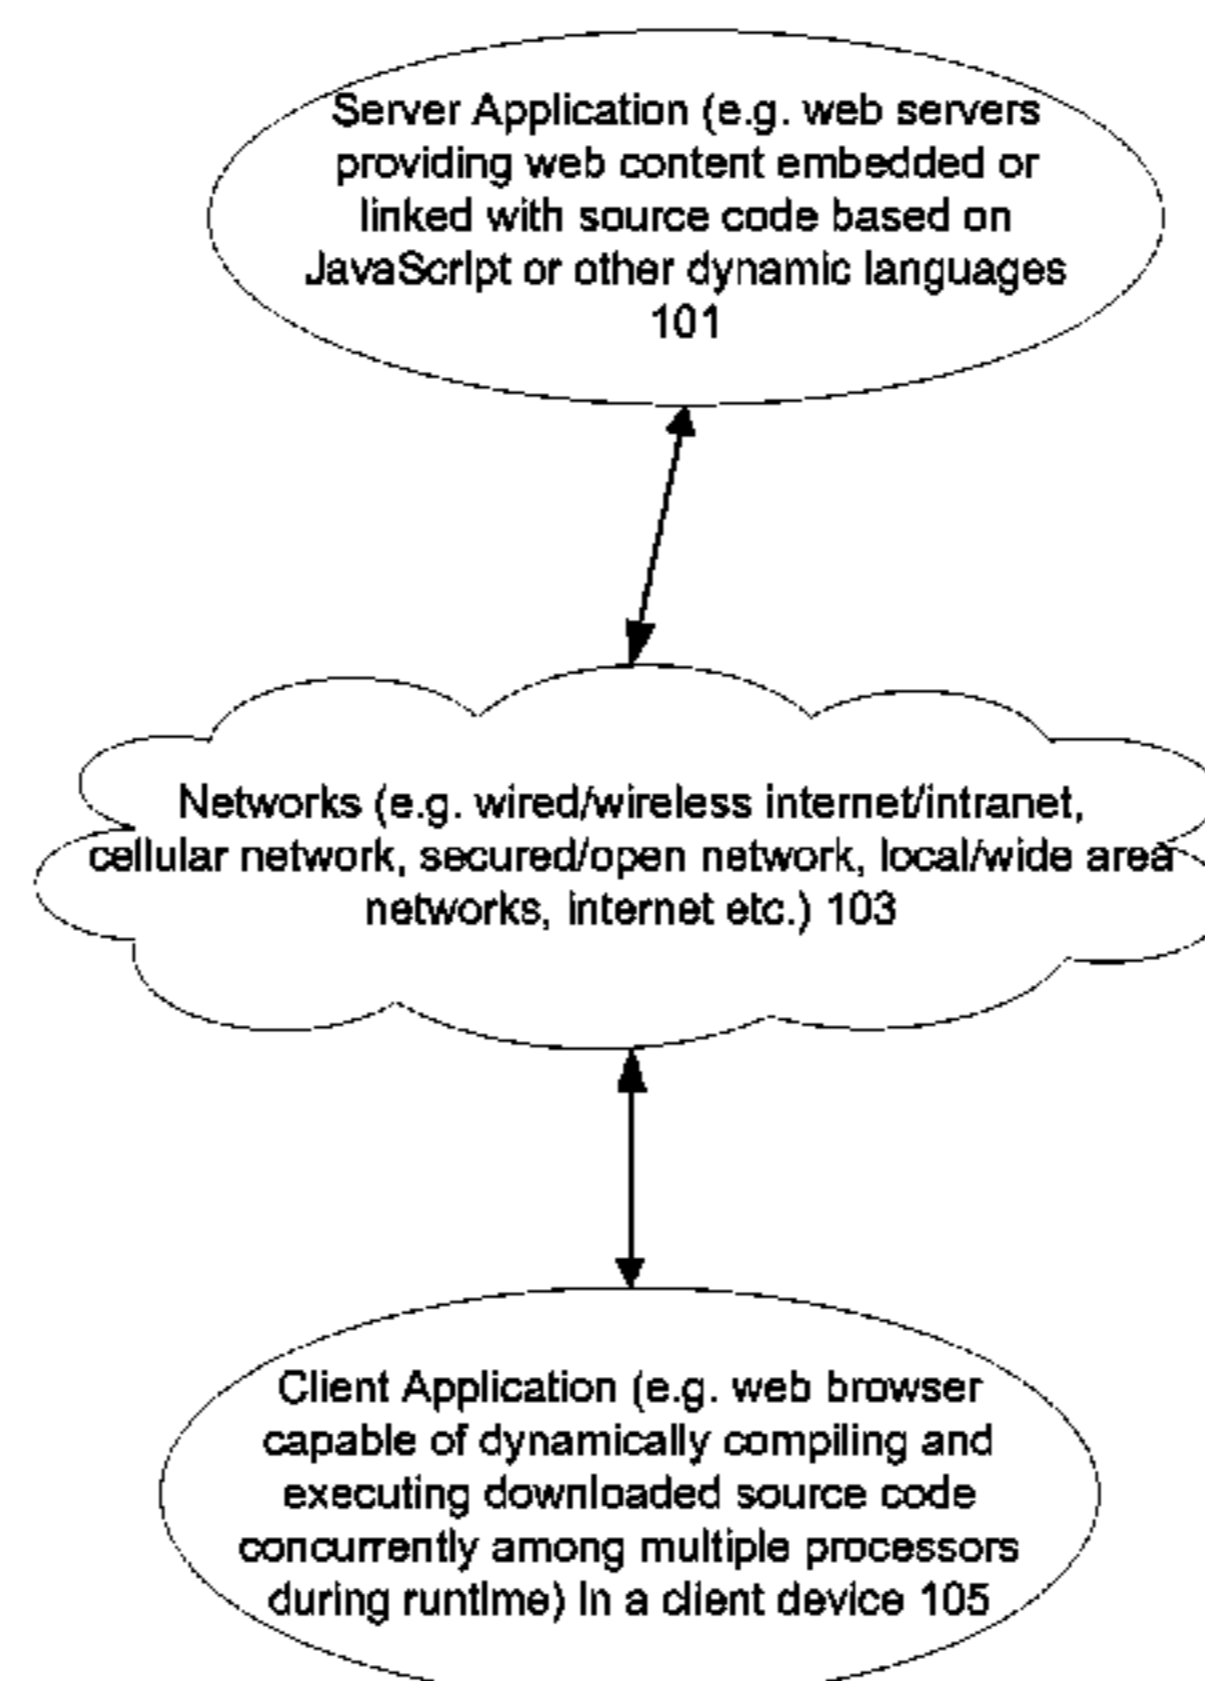 Server Application (e.g. web servers
providing web content embedded or
linked with source code based on
JavaScript or other dynamic languages
101
Networks (e.g. wired/wireless internet/intranet,
cellular network, secured/open network, local/wide area
networks, internet etc.) 103
Client Application (e.g. web browser
capable of dynamically compiling and
executing downloaded source code
concurrently among multiple processors
during runtime) In a client device 105